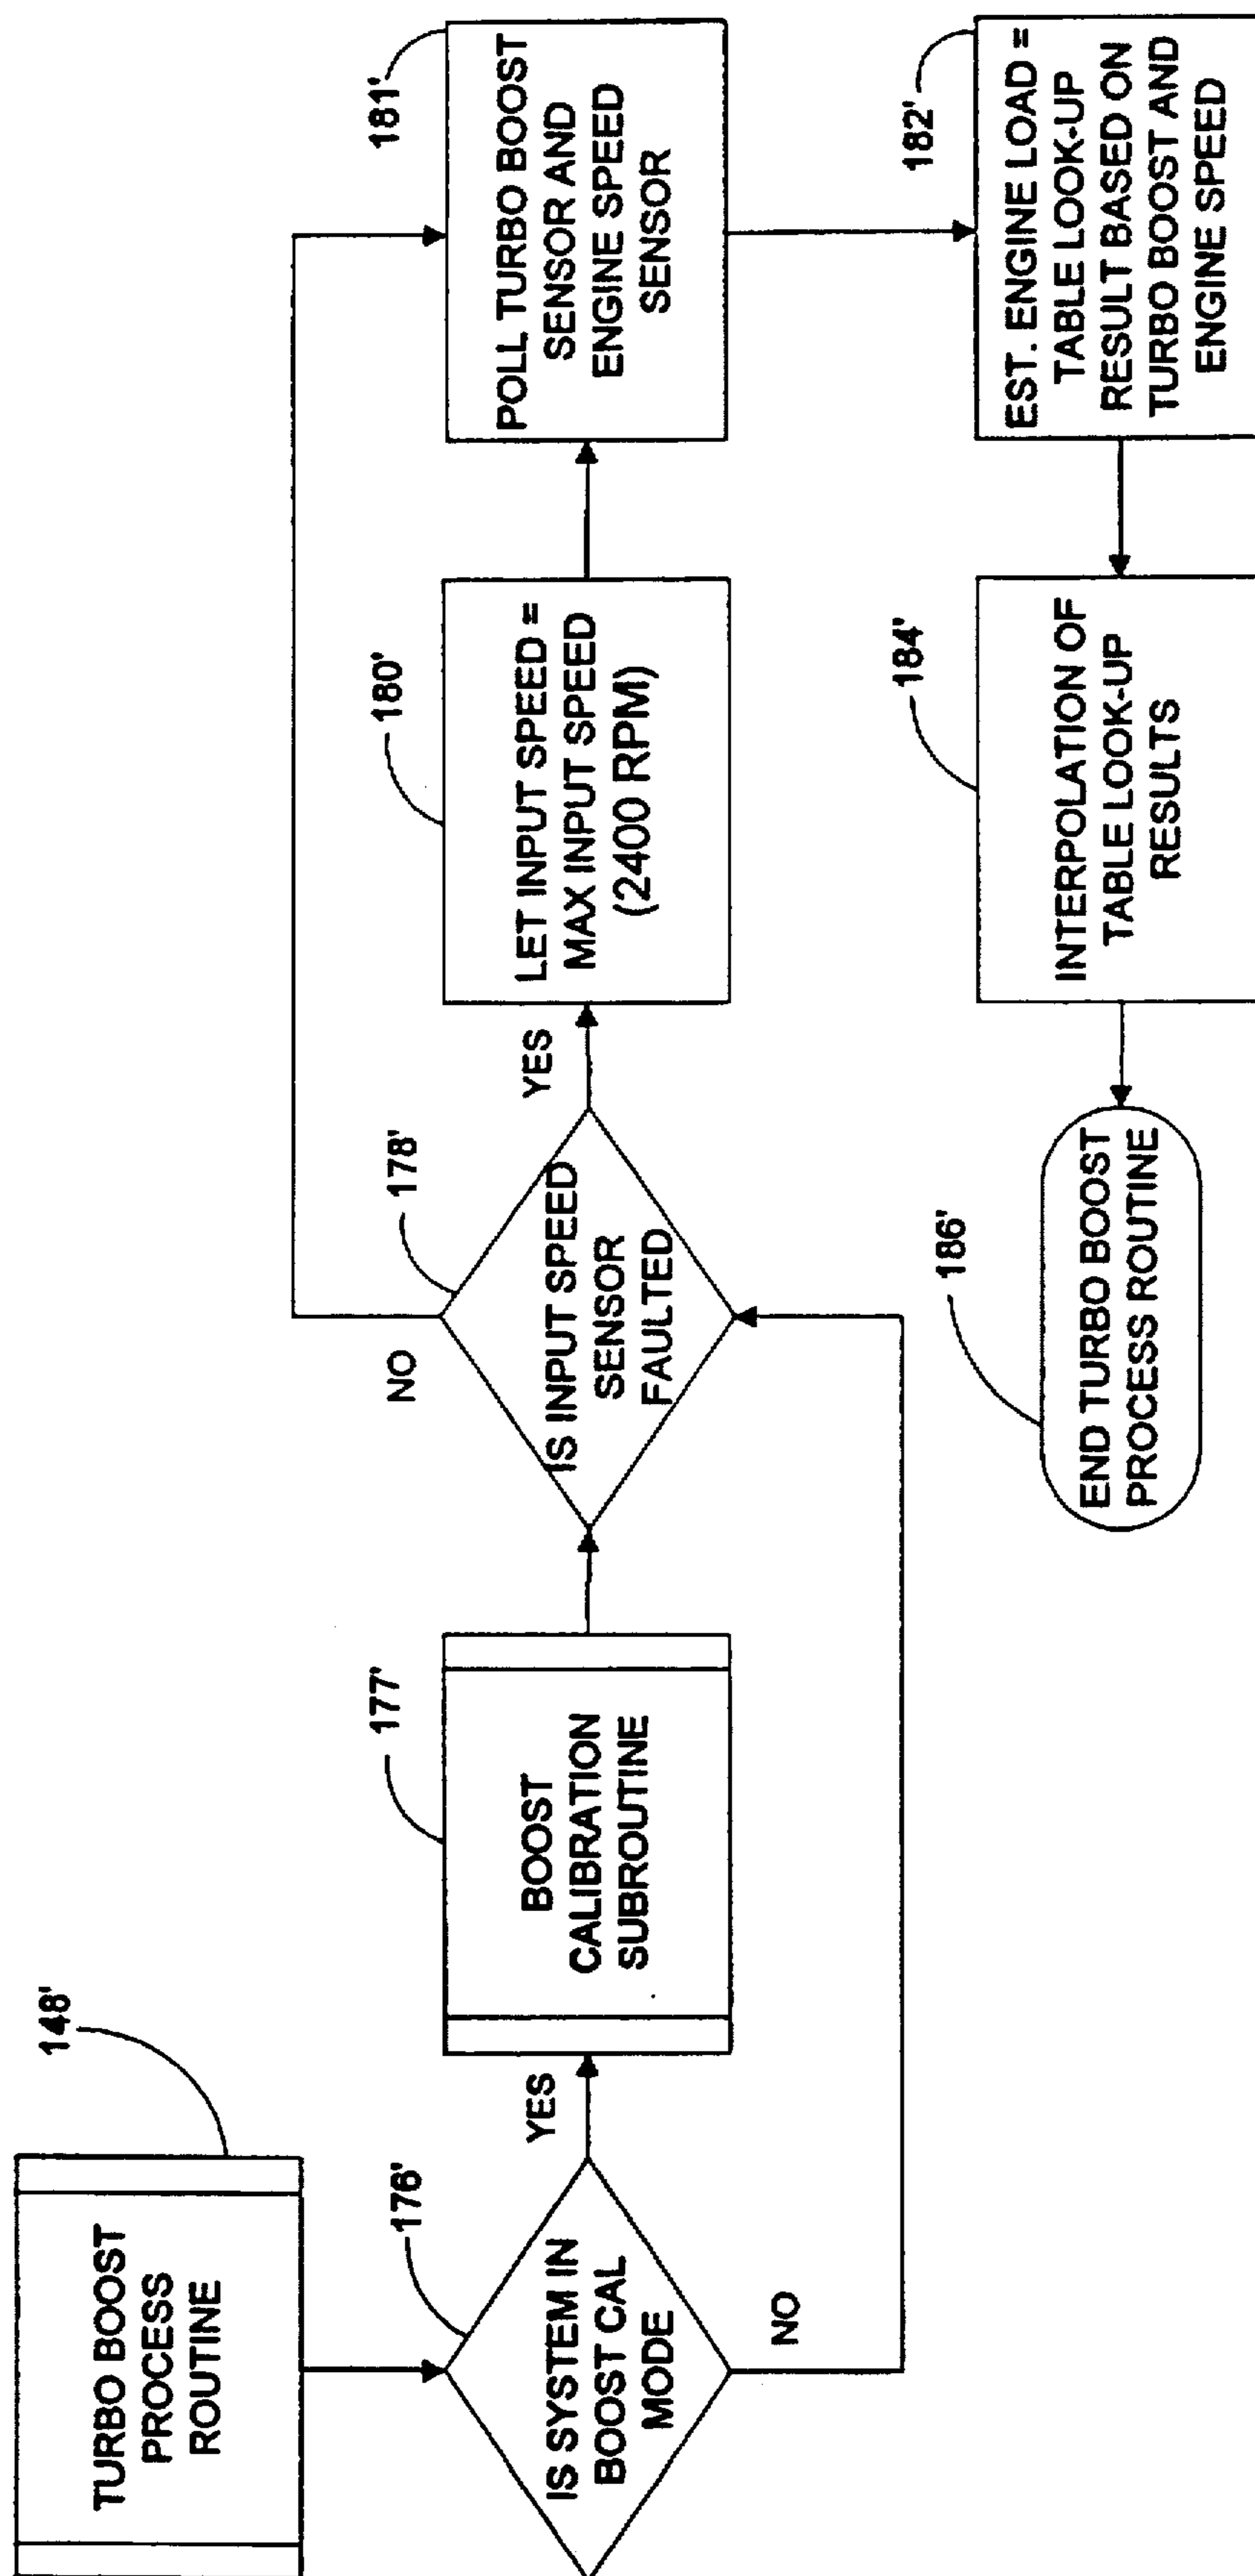 TURBO BOOST
PROCESS
ROUTINE
148'
IS SYSTEM IN
BOOST CAL
MODE
176'
YES
NO
BOOST
CALIBRATION
SUBROUTINE
177'
IS INPUT SPEED
SENSOR
FAULTED
178'
NO
YES
LET INPUT SPEED =
MAX INPUT SPEED
(2400 RPM)
180'
POLL TURBO BOOST
SENSOR AND
ENGINE SPEED
SENSOR
181'
EST. ENGINE LOAD =
TABLE LOOK-UP
RESULT BASED ON
TURBO BOOST AND
ENGINE SPEED
182'
INTERPOLATION OF
TABLE LOOK-UP
RESULTS
184'
END TURBO BOOST
PROCESS ROUTINE
186'